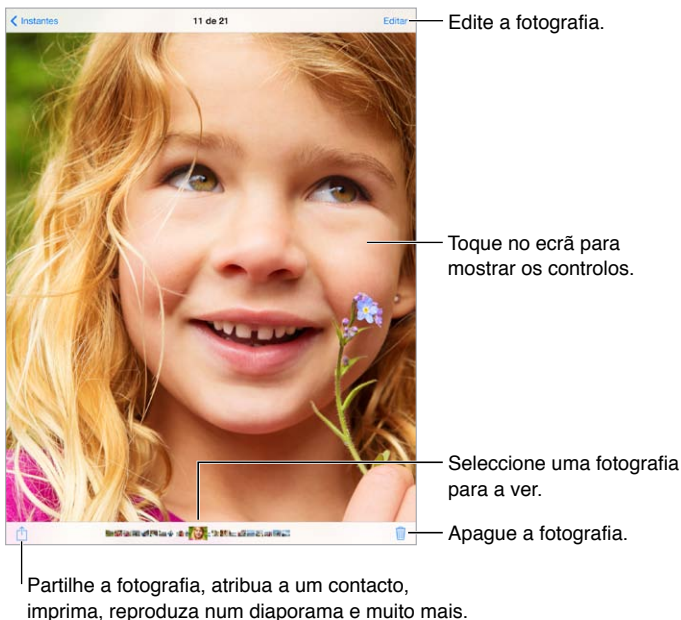 Instantes
11 de 21
Editar
Edite a fotografia.
Toque no ecrã para
mostrar os controlos.
Seleccione uma fotografia
para a ver.
Apague a fotografia.
Partilhe a fotografia, atribua a um contacto,
imprima, reproduza num diaporama e muito mais.